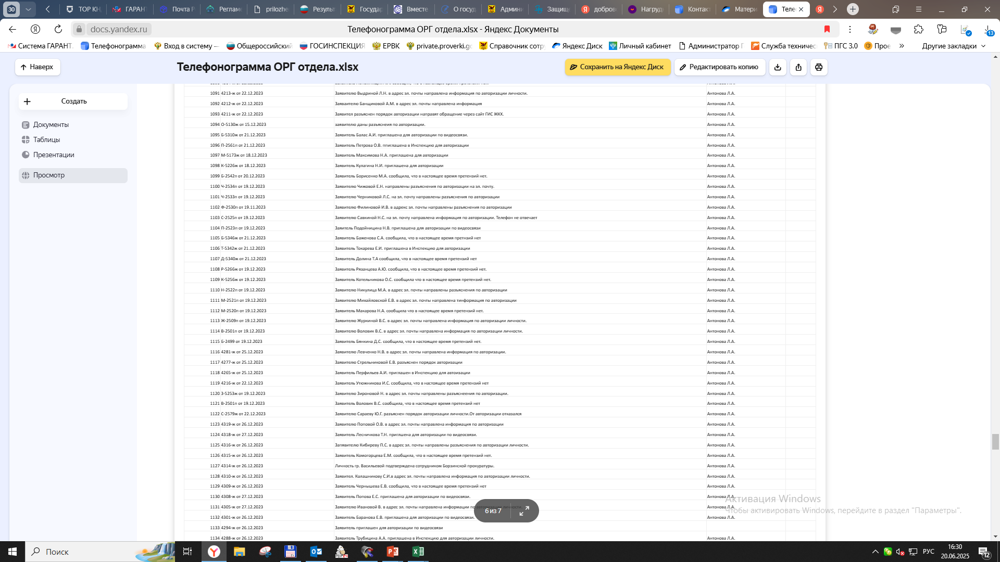 30
ТОР КН
ГАРАНТ
Почта Р
Регламе
prilozhe
Результ
Государ
Вместе
О госуд
Админи
Защище
доброво
Нагруд
Контакт
Матери
Теле
docs.yandex.ru
Телефонограмма ОРГ отдела.xlsx - Яндекс Документы
13
Система ГАРАНТ.
Телефонограмма
Вход в систему —
Общероссийский
ГОСИНСПЕКЦИЯ
ЕРВК
private.proverki.gc
Справочник сотру
Яндекс Диск
Личный кабинет
Администратор Г
Служба техничес
ПГС 3.0
Прое
Другие закладки
Наверх
Телефонограмма ОРГ отдела.xlsx
Сохранить на Яндекс Диск
Редактировать копию
Создать
Документы
Таблицы
Презентации
Просмотр
1091 4213-ж от 22.12.2023 Заявителю Выдриной Л.Н. в адрес эл. почты направлена информация по авторизации личности. Антонова Л.А.
1092 4212-ж от 22.12.2023 Заяваителю Банщиковой А.М. в адрес эл. почты направлена информация Антонова Л.А.
1093 4211-ж от 22.12.2023 Заявител разъяснен порядок авторизации направят обращение через сайт ГИС ЖКХ. Антонова Л.А.
1094 О-5130ж от 15.12.2023 заявителю даны разъяснеия по авторизации. Антонова Л.А.
1095 Б-5310ж от 21.12.2023 Заявитель Балас А.И. приглашена для авторизации по видеосвязи. Антонова Л.А.
1096 П-2561п от 21.12.2023 Заявитель Петрова О.В. ппиглашена в Инспекцию для авторизации Антонова Л.А.
1097 М-5173ж от 18.12.2023 Заявитель Максимова Н.А. приглашена для авторизации Антонова Л.А.
1098 К-5226ж от 18.12.2023 Заявитель Кулагина Н.И. приглашена для авторизации Антонова Л.А.
1099 Б-2542п от 20.12.2023 Заявитель Борисенко М.А. сообщила, что в настоящее время претензий нет. Антонова Л.А.
1100 Ч-2534п от 19.12.2023 Заявителю Чижовой Е.Н. направлены разъяснения по авторизации на эл. почту. Антонова Л.А.
1101 Ч-2533п от 19.12.2023 Заявителю Черниковой Л.С. на эл. почту направлены разъяснения по авторизации Антонова Л.А.
1102 Ф-2530п от 19.11.2023 Заявителю Филиновой И.В. в адрекс эл. почты направлены разъяснения по авторизации Антонова Л.А.
1103 С-2525п от 19.12.2023 Заявителю Савкиной Н.С. на эл. почту направлена информация по авторизации. Телефон не отвечает Антонова Л.А.
1104 П-2523п от 19.12.2023 Заяитель Подойницина Н.В. приглашена для авторизации по видеосвязи Антонова Л.А.
1105 Б-5346ж от 21.12.2023 Заявитель Баженова С.А. сообщила, что в настоящее время претнзий нет Антонова Л.А.
1106 Т-5342ж от 21.12.2023 Заявитель Токарева Е.И. приглашена в Инспекцию для авторизации Антонова Л.А.
1107 Д-5340ж от 21.12.2023 Заявитель Долина Т.А сообщила, что в настоящее время претензий нет Антонова Л.А.
1108 Р-5266ж от 19.12.2023 Заявитель Рязанцева А.Ю. сообщила, что в настоящее время претензий нет. Антонова Л.А.
1109 К-5256ж от 19.12.2023 Заявитель Котельникова О.С. сообщила что в настоящее время претензий нет. Антонова Л.А.
1110 Н-2522п от 19.12.2023 Заявителю Никулица М.А. в адрес эл. почты направлены разъяснения по авторизации Антонова Л.А.
1111 М-2521п от 19.12.2023 Заявителю Михайловской Е.В. в адрес эл. почты направлена тинформация по авторизации Антонова Л.А.
1112 М-2520п от 19.12.2023 Заявитель Макарова Н.А. сообщила что в настоящее время претензий нет. Антонова Л.А.
1113 Ж-2509п от 19.12.2023 Заявителю Журкиной В.С. в адрес эл. почты направлена информация по авторизации личности. Антонова Л.А.
1114 В-2501п от 19.12.2023 Заявителю Воловик В.С. в адрес эл. почты направлена информация по авторизации личности. Антонова Л.А.
1115 Б-2499 от 19.12.2023 Заявитель Бянкина Д.С. сообщила, что в настоящее время претензий нет. Антонова Л.А.
1116 4281-ж от 25.12.2023 Заявителю Левченко Н.В. в адрес эл. почты направлена информация по авторизации. Антонова Л.А.
1117 4277-ж от 25.12.2023 Заявителю Стрельниковой Е.В. разъяснен порядок авторизации Антонова Л.А.
1118 4265-ж от 25.12.2023 Заявитель Перфильев А.И. приглашен в Инспекцию для автоизации Антонова Л.А.
1119 4216-ж от 22.12.2023 Заявитель Утюжникова И.С. сообщила, что в настоящее время претензий нет Антонова Л.А.
1120 З-5253ж от 19.12.2023 Заявителю Зироновой Н. в адрес эл. почты направлены разъяснеения по авторизации. Антонова Л.А.
1121 В-2501п от 19.12.2023 Заявитель Воловик В.С. сообщила, что в настоящее время претензий нет Антонова Л.А.
1122 С-2579ж от 22.12.2023 Заявителю Сараеву Ю.Г. разъяснен порядок авторизации личности.От авторизации отказался Антонова Л.А.
1123 4319-ж от 26.12.2023 Заявителю Поповой О.В. в адрес эл. почты направлена информация по авторизации Антонова Л.А.
1124 4318-ж от 27.12.2023 Заявитель Лесничкова Т.Н. приглшена для авторизации по видеосвязи. Антонова Л.А.
1125 4316-ж от 26.12.2023 Запявителю Кибиреву П.С. в адрес эл. почты направлены разъяснения по авторизации личности. Антонова Л.А.
1126 4315-ж от 26.12.2023 Заявитель Комогорцева Е.М. сообщила, что в настоящее время претензий нет. Антонова Л.А.
1127 4314-ж от 26.12.2023 Личность гр. Васильевой подтверждена сотрудником Борзинской прокуратуры. Антонова Л.А.
1128 4310-ж от 26.12.2023 Заявител. Калашникову С.И.в адрес эл. почты направлена информация по авторизации личности. Антонова Л.А.
1129 4309-ж от 26.12.2023 Заявитель Чернышева Е.В. сообщила, что в настоящее время претензий нет Антонова Л.А.
1130 4308-ж от 27.12.2023 Заявитель Попова Е.С. приглашена для авторизации по видеосвязи. Антонова Л.А.
1131 4305-ж от 27.12.2023 Заявителю Ивановой В. в адрес эл. почты направлены информации по авторизации личности. Антонова Л.А.
1132 4301-ж от 26.12.2023 Заявитель Баранова Е.В. приглашена для авторизации по видеосвязи. Антонова Л.А.
1133 4294-ж от 26.12.2023 Заявитель приглашен для авторизации по видеосвязи
1134 4288-ж от 26.12.2023 Заявитель Трубицина А.А. приглашена в Инспекцию для авторизации личности. Антонова Л.А.
6 из 7
Активация Windows
Чтобы активировать Windows, перейдите в раздел "Параметры".
Поиск
РУС
16:30
20.06.2025
12